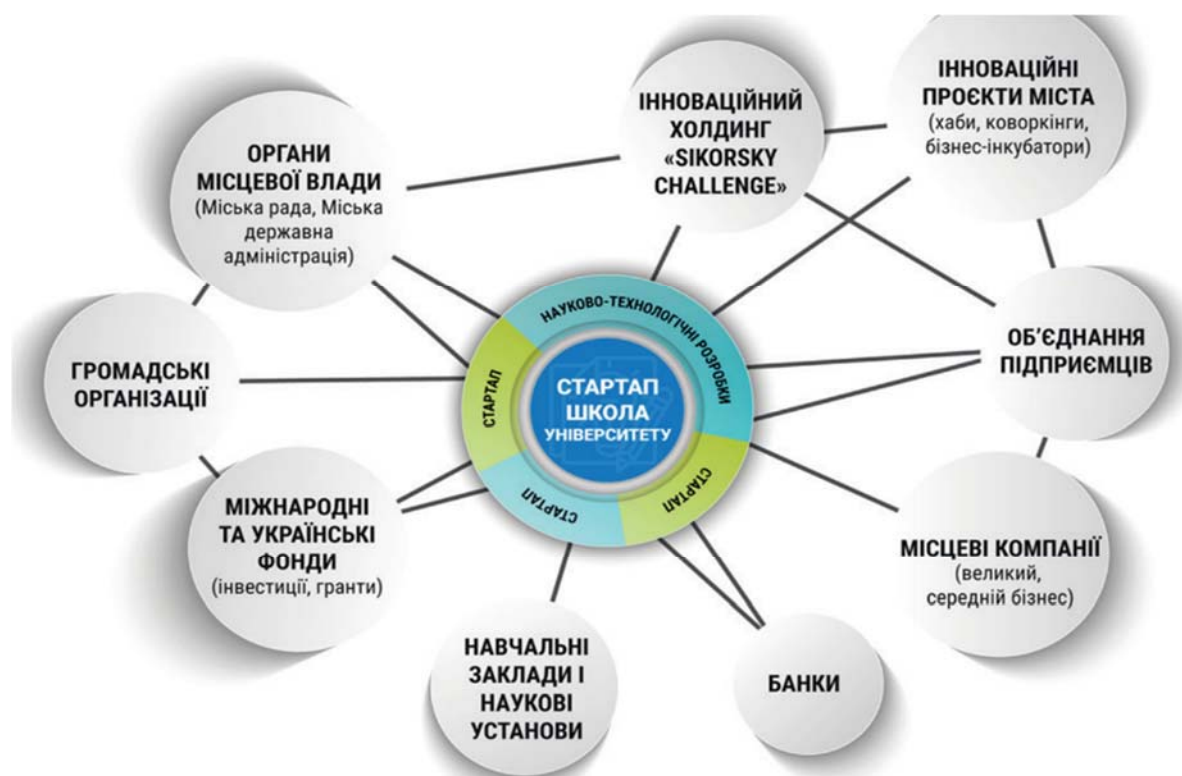 ІННОВАЦІЙНИЙ
ХОЛДИНГ
«SIKORSKY
CHALLENGE»
ІННОВАЦІЙНІ
ПРОЄКТИ МІСТА
(хаби, коворкінги,
бізнес-інкубатори)
ОРГАНИ
МІСЦЕВОЇ ВЛАДИ
(Міська рада, Міська
державна
адміністрація)
ГРОМАДСЬКІ
ОРГАНІЗАЦІЇ
НАУКОВО-ТЕХНОЛОГІЧНІ РОЗРОБКИ
СТАРТАП
СТАРТАП
ШКОЛА
УНІВЕРСИТЕТУ
СТАРТАП
СТАРТАП
ОБ’ЄДНАННЯ
ПІДПРИЄМЦІВ
МІЖНАРОДНІ
ТА УКРАЇНСЬКІ
ФОНДИ
(інвестиції, гранти)
МІСЦЕВІ КОМПАНІЇ
(великий,
середній бізнес)
НАВЧАЛЬНІ
ЗАКЛАДИ І
НАУКОВІ
УСТАНОВИ
БАНКИ